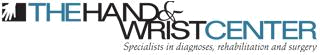 THEHAND&
WRISTCENTER
Specialists in diagnoses, rehabilitation and surgery